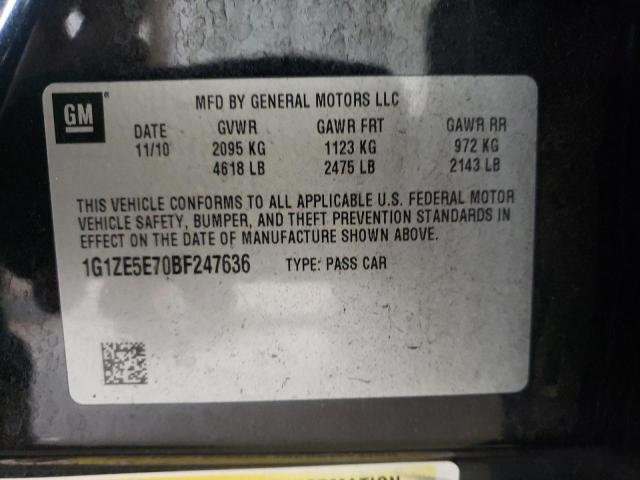 GM
MFD BY GENERAL MOTORS LLC
DATE GVWR GAWR FRT GAWR RR
11/10 2095 KG 1123 KG 972 KG
4618 LB 2475 LB 2143 LB
THIS VEHICLE CONFORMS TO ALL APPLICABLE U.S. FEDERAL MOTOR
VEHICLE SAFETY, BUMPER, AND THEFT PREVENTION STANDARDS IN
EFFECT ON THE DATE OF MANUFACTURE SHOWN ABOVE.
1G1ZE5E70BF247636 TYPE: PASS CAR